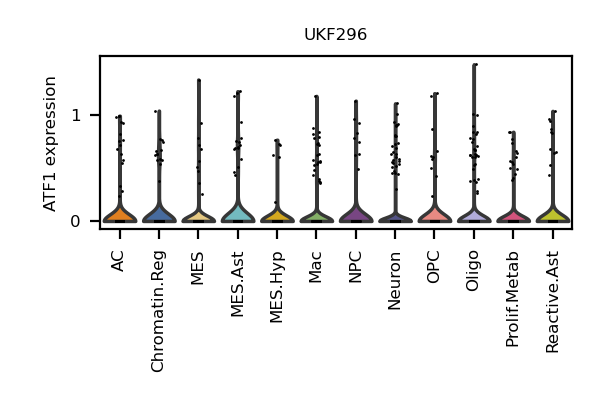 UKF296
ATF1 expression
1
0
AC
Chromatin.Reg
MES
MES.Ast
MES.Hyp
Mac
NPC
Neuron
OPC
Oligo
Prolif.Metab
Reactive.Ast